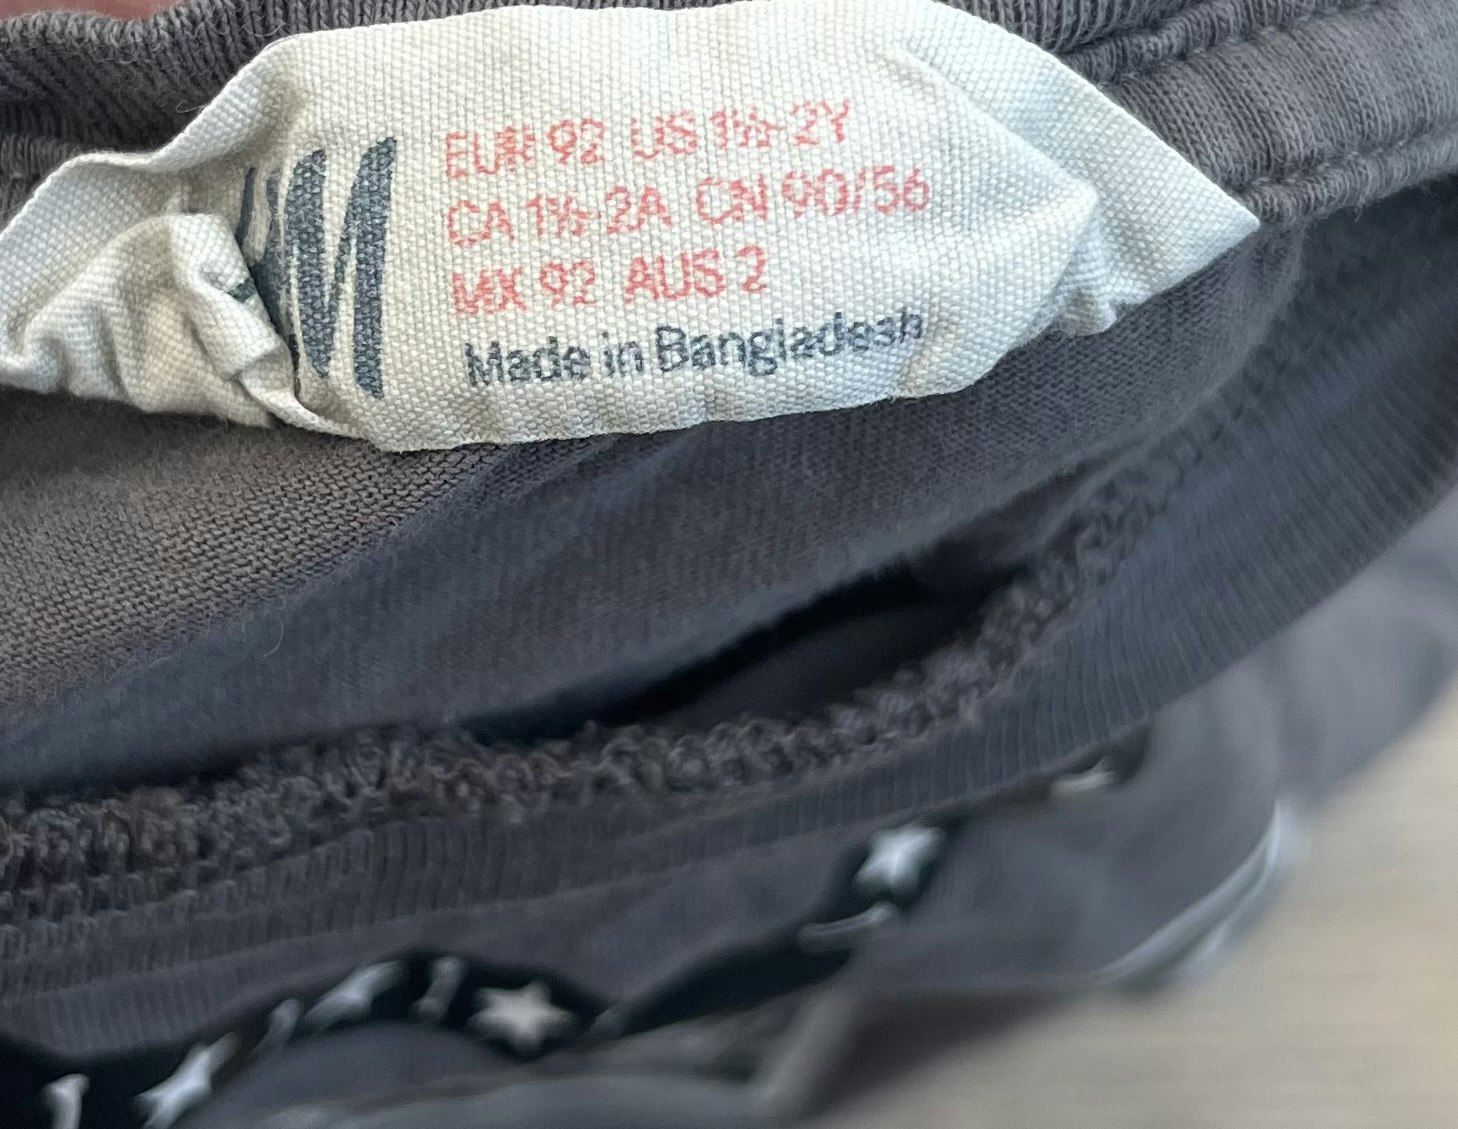 M
EUR 92 US 1½-2Y
CA 1½-2A CN 90/56
MX 92 AUS 2
Made in Bangladesh